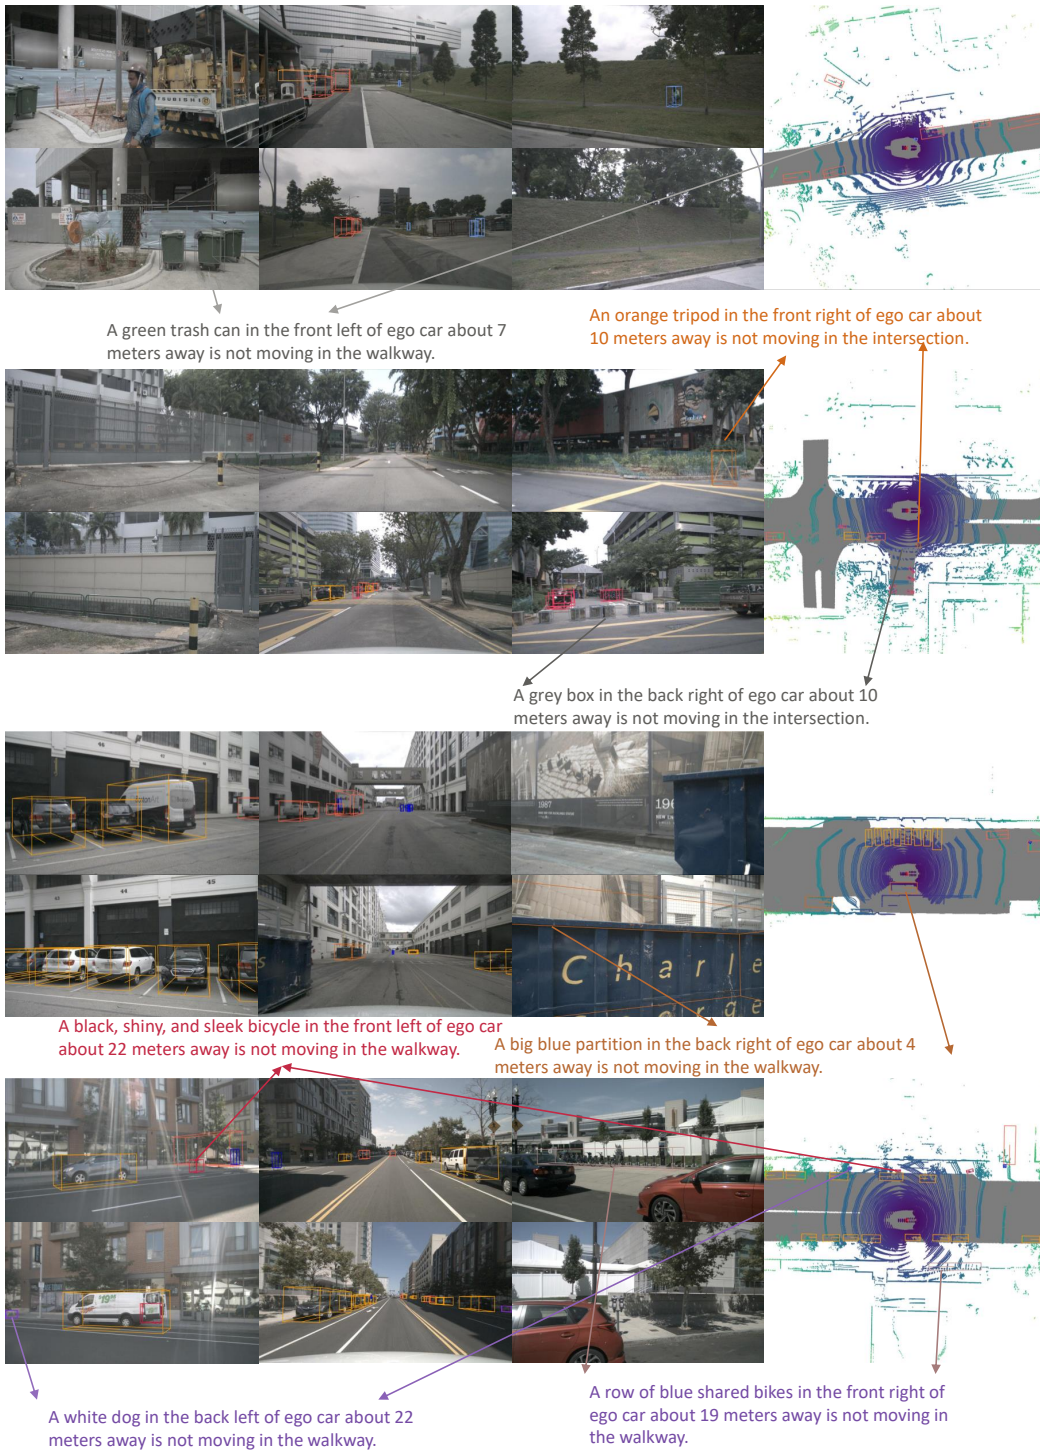 A green trash can in the front left of ego car about 7
meters away is not moving in the walkway.
An orange tripod in the front right of ego car about
10 meters away is not moving in the intersection.
A grey box in the back right of ego car about 10
meters away is not moving in the intersection.
1987
196
44
45
Charle
rge
A black, shiny, and sleek bicycle in the front left of ego car
about 22 meters away is not moving in the walkway.
A big blue partition in the back right of ego car about 4
meters away is not moving in the walkway.
A white dog in the back left of ego car about 22
meters away is not moving in the walkway.
A row of blue shared bikes in the front right of
ego car about 19 meters away is not moving in
the walkway.